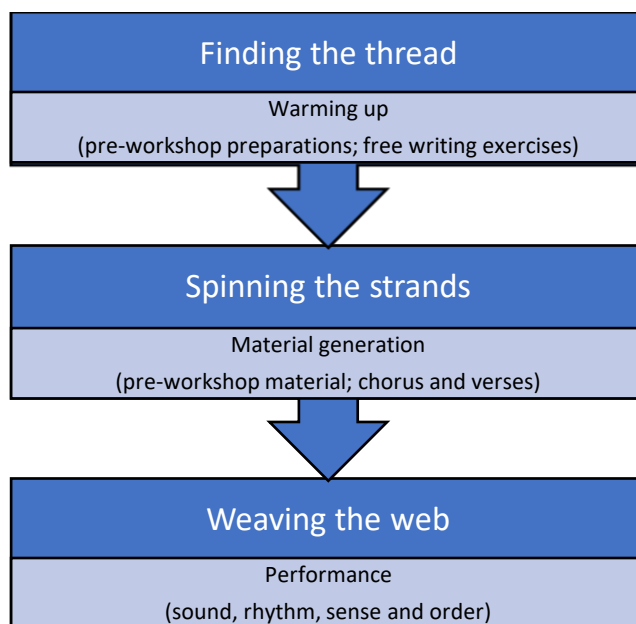 Finding the thread
Warming up
(pre-workshop preparations; free writing exercises)
Spinning the strands
Material generation
(pre-workshop material; chorus and verses)
Weaving the web
Performance
(sound, rhythm, sense and order)